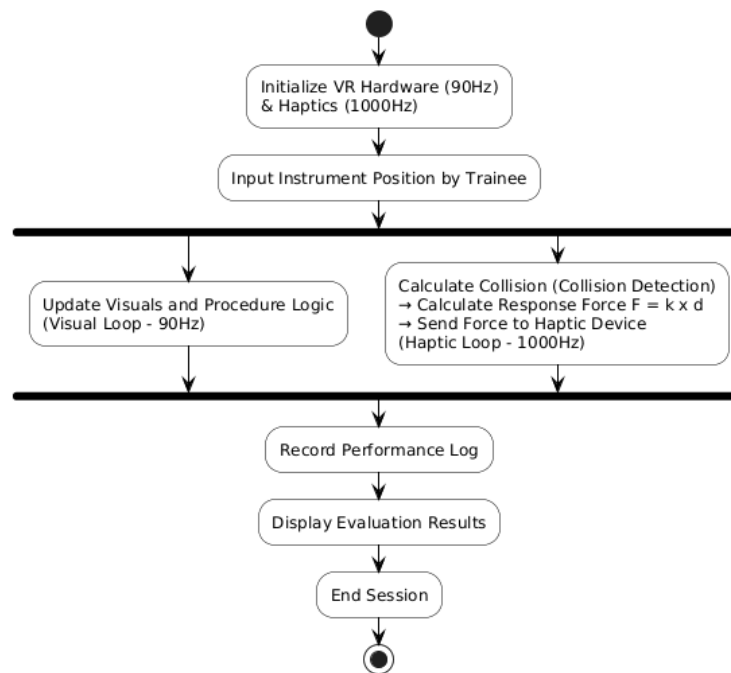 Initialize VR Hardware (90Hz)
& Haptics (1000Hz)
Input Instrument Position by Trainee
Update Visuals and Procedure Logic
(Visual Loop - 90Hz)
Calculate Collision (Collision Detection)
→ Calculate Response Force F = k x d
→ Send Force to Haptic Device
(Haptic Loop - 1000Hz)
Record Performance Log
Display Evaluation Results
End Session